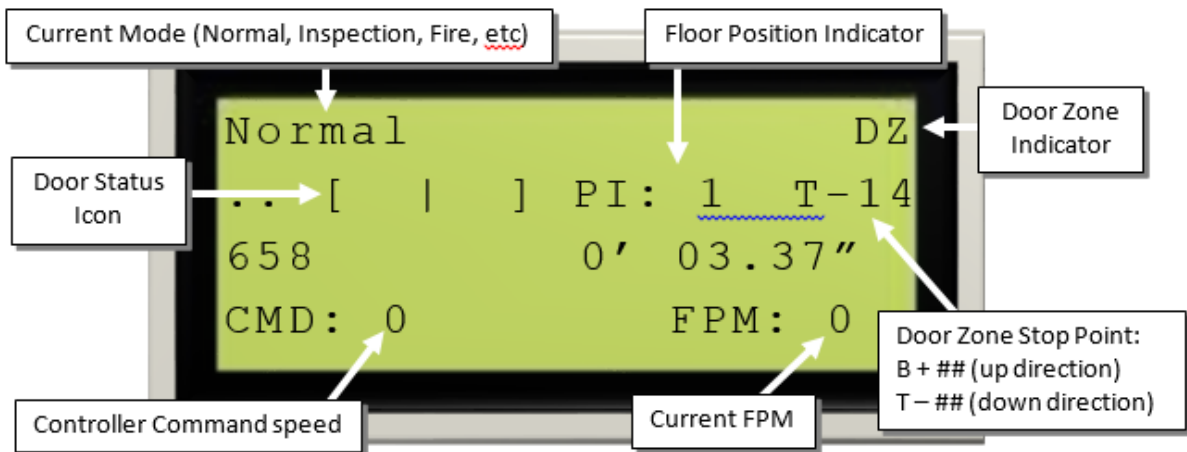 Current Mode (Normal, Inspection, Fire, etc)
Floor Position Indicator
Normal DZ
Door Zone
Indicator
Door Status
Icon
.. [ | ] PI: 1 T-14
658 0' 03.37"
CMD: 0 FPM: 0
Door Zone Stop Point:
B + ## (up direction)
T – ## (down direction)
Controller Command speed
Current FPM